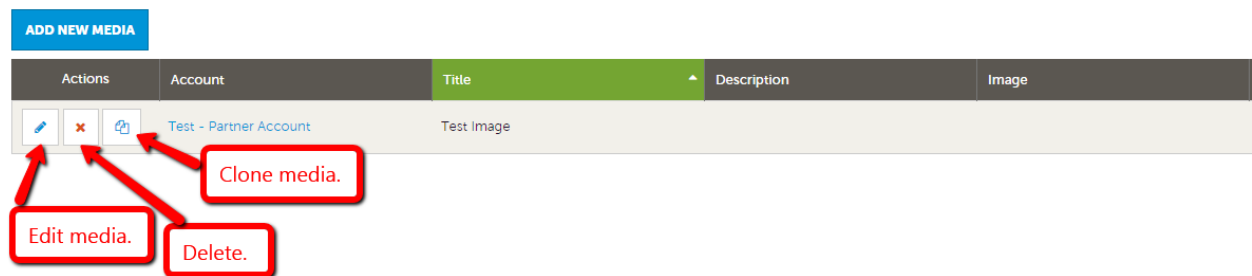 ADD NEW MEDIA
Actions Account Title Description Image
Test - Partner Account Test Image
Clone media.
Edit media.
Delete.